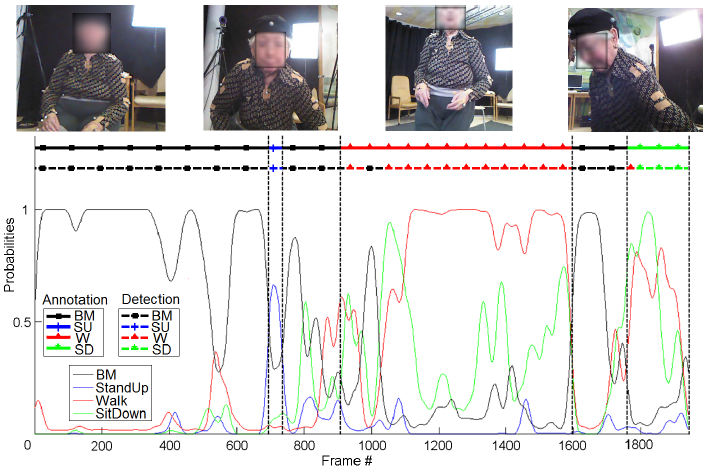 1
Probabilities
0.5
Annotation Detection
BM BM
SU SU
W W
SD SD
BM
StandUp
Walk
SitDown
0 200 400 600 800 1000 1200 1400 1600 1800
Frame #